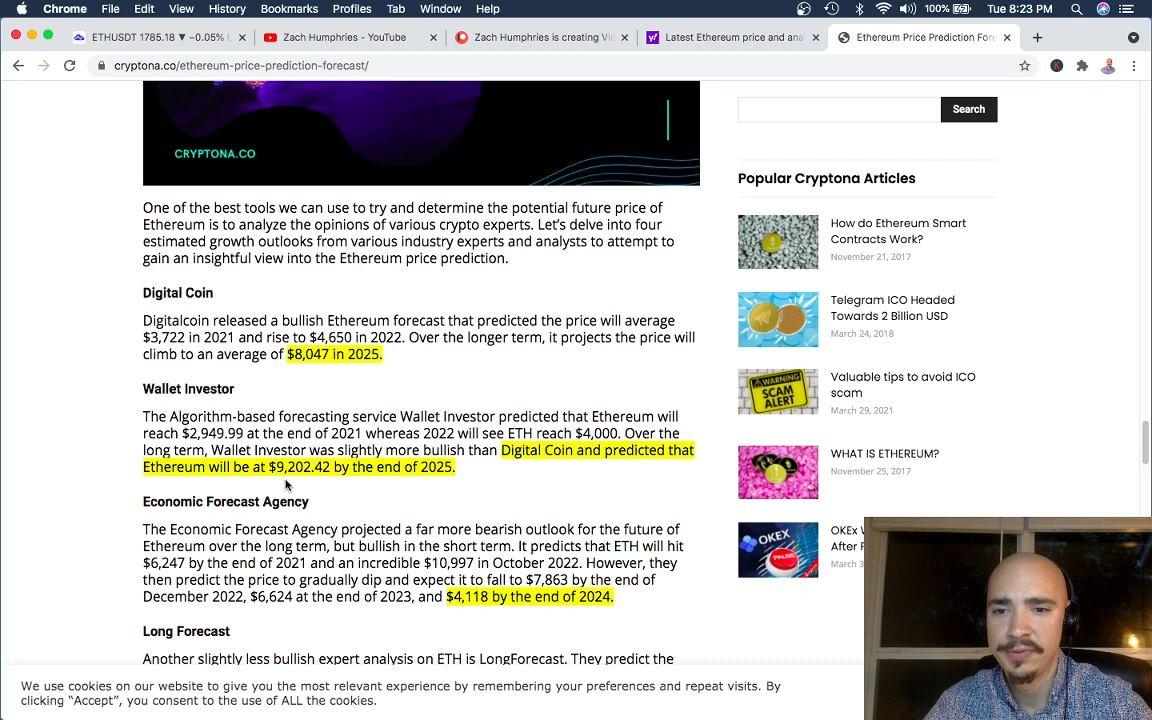 Chrome File Edit View History Bookmarks Profiles Tab Window Help 100% Tue 8:23 PM
ETHUSDT 1785.18 ▼ −0.05% U Zach Humphries - YouTube Zach Humphries is creating Vi Latest Ethereum price and ana Ethereum Price Prediction Fore
cryptona.co/ethereum-price-prediction-forecast/
CRYPTONA.CO
One of the best tools we can use to try and determine the potential future price of
Ethereum is to analyze the opinions of various crypto experts. Let's delve into four
estimated growth outlooks from various industry experts and analysts to attempt to
gain an insightful view into the Ethereum price prediction.
Digital Coin
Digitalcoin released a bullish Ethereum forecast that predicted the price will average
$3,722 in 2021 and rise to $4,650 in 2022. Over the longer term, it projects the price will
climb to an average of $8,047 in 2025.
Wallet Investor
The Algorithm-based forecasting service Wallet Investor predicted that Ethereum will
reach $2,949.99 at the end of 2021 whereas 2022 will see ETH reach $4,000. Over the
long term, Wallet Investor was slightly more bullish than Digital Coin and predicted that
Ethereum will be at $9,202.42 by the end of 2025.
Economic Forecast Agency
The Economic Forecast Agency projected a far more bearish outlook for the future of
Ethereum over the long term, but bullish in the short term. It predicts that ETH will hit
$6,247 by the end of 2021 and an incredible $10,997 in October 2022. However, they
then predict the price to gradually dip and expect it to fall to $7,863 by the end of
December 2022, $6,624 at the end of 2023, and $4,118 by the end of 2024.
Long Forecast
Another slightly less bullish expert analysis on ETH is LongForecast. They predict the
Search
Popular Cryptona Articles
How do Ethereum Smart
Contracts Work?
November 21, 2017
Telegram ICO Headed
Towards 2 Billion USD
March 24, 2018
WARNING
SCAM
ALERT
Valuable tips to avoid ICO
scam
March 29, 2021
WHAT IS ETHEREUM?
November 25, 2017
OKEX
PAUSE
OKEx
After
March 3
We use cookies on our website to give you the most relevant experience by remembering your preferences and repeat visits. By
clicking “Accept”, you consent to the use of ALL the cookies.